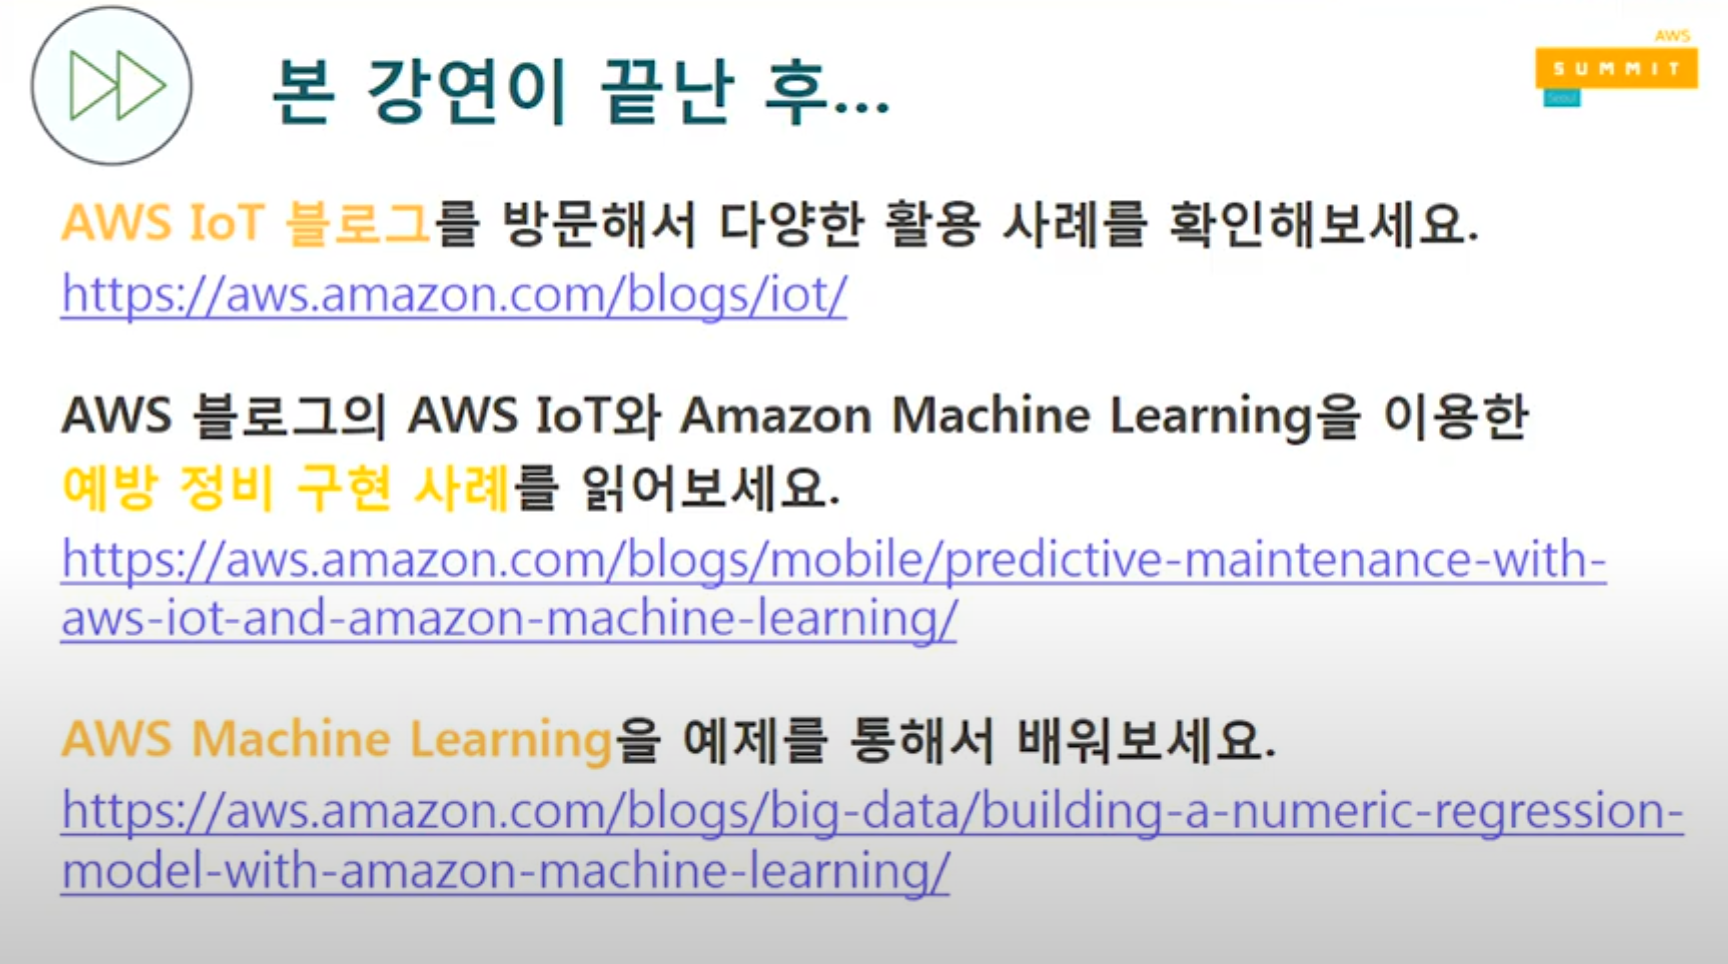 본 강연이 끝난 후...
AWS
SUMMIT
AWS IoT 블로그를 방문해서 다양한 활용 사례를 확인해보세요.
https://aws.amazon.com/blogs/iot/
AWS 블로그의 AWS IoT와 Amazon Machine Learning을 이용한
예방 정비 구현 사례를 읽어보세요.
https://aws.amazon.com/blogs/mobile/predictive-maintenance-with-
aws-iot-and-amazon-machine-learning/
AWS Machine Learning을 예제를 통해서 배워보세요.
https://aws.amazon.com/blogs/big-data/building-a-numeric-regression-
model-with-amazon-machine-learning/